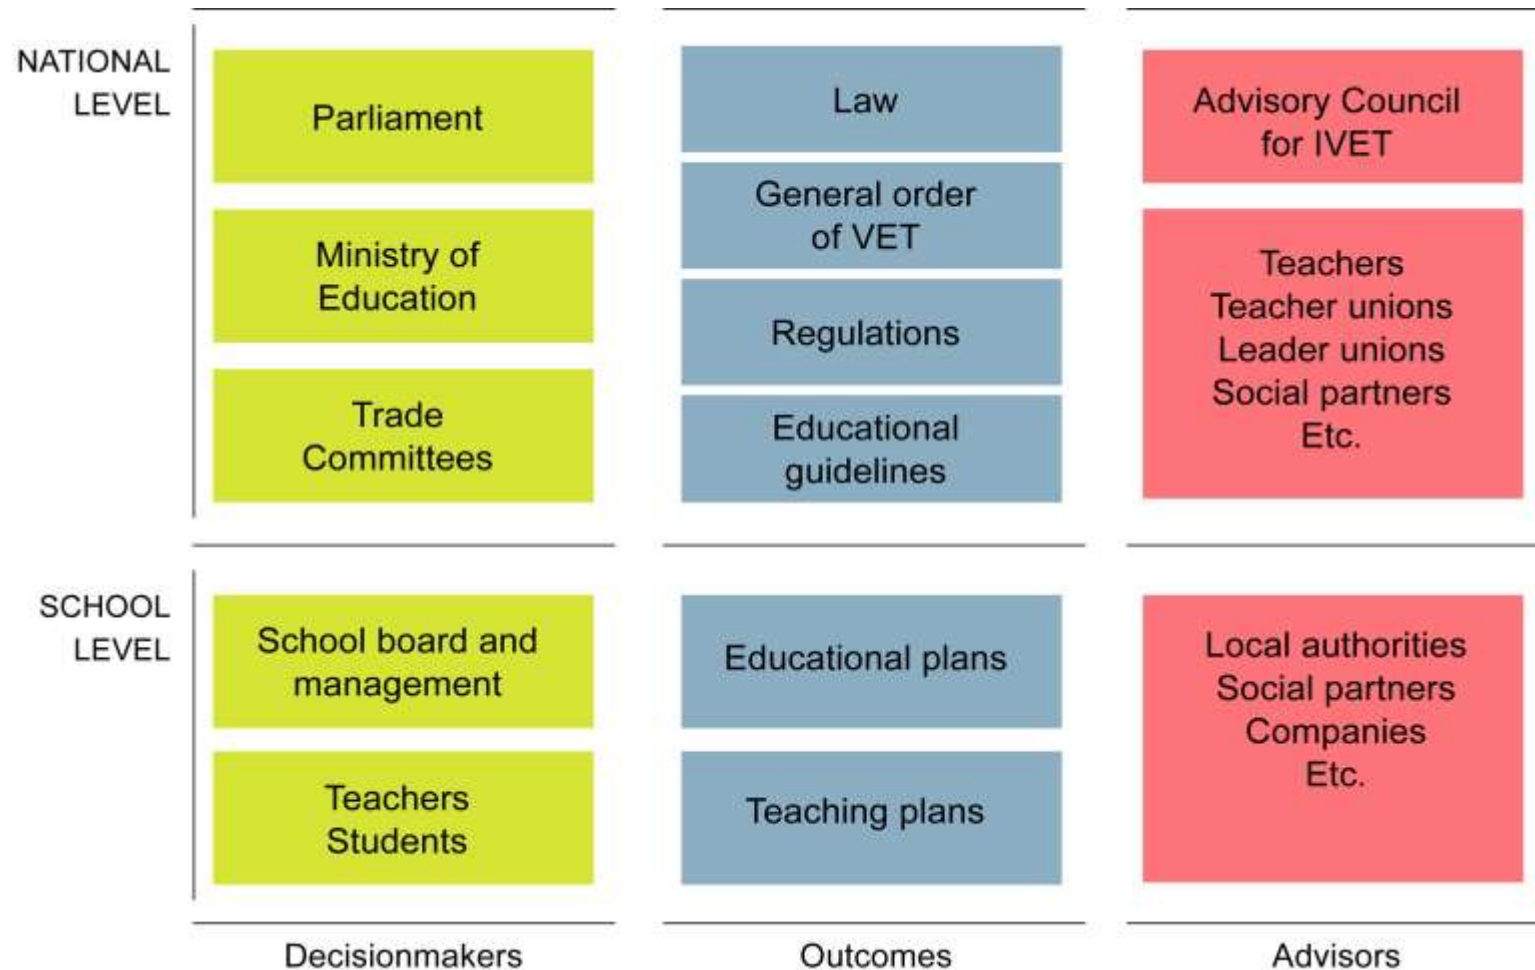 NATIONAL
LEVEL
Parliament
Ministry of
Education
Trade
Committees
Law
General order
of VET
Regulations
Educational
guidelines
Advisory Council
for IVET
Teachers
Teacher unions
Leader unions
Social partners
Etc.
SCHOOL
LEVEL
School board and
management
Teachers
Students
Educational plans
Teaching plans
Local authorities
Social partners
Companies
Etc.
Decisionmakers
Outcomes
Advisors